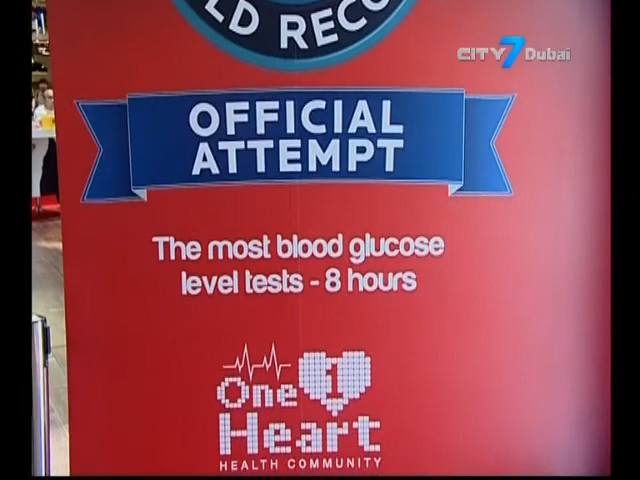 LD RECO
CITY 7 Dubai
OFFICIAL
ATTEMPT
The most blood glucose
level tests - 8 hours
One 1
Heart
HEALTH COMMUNITY